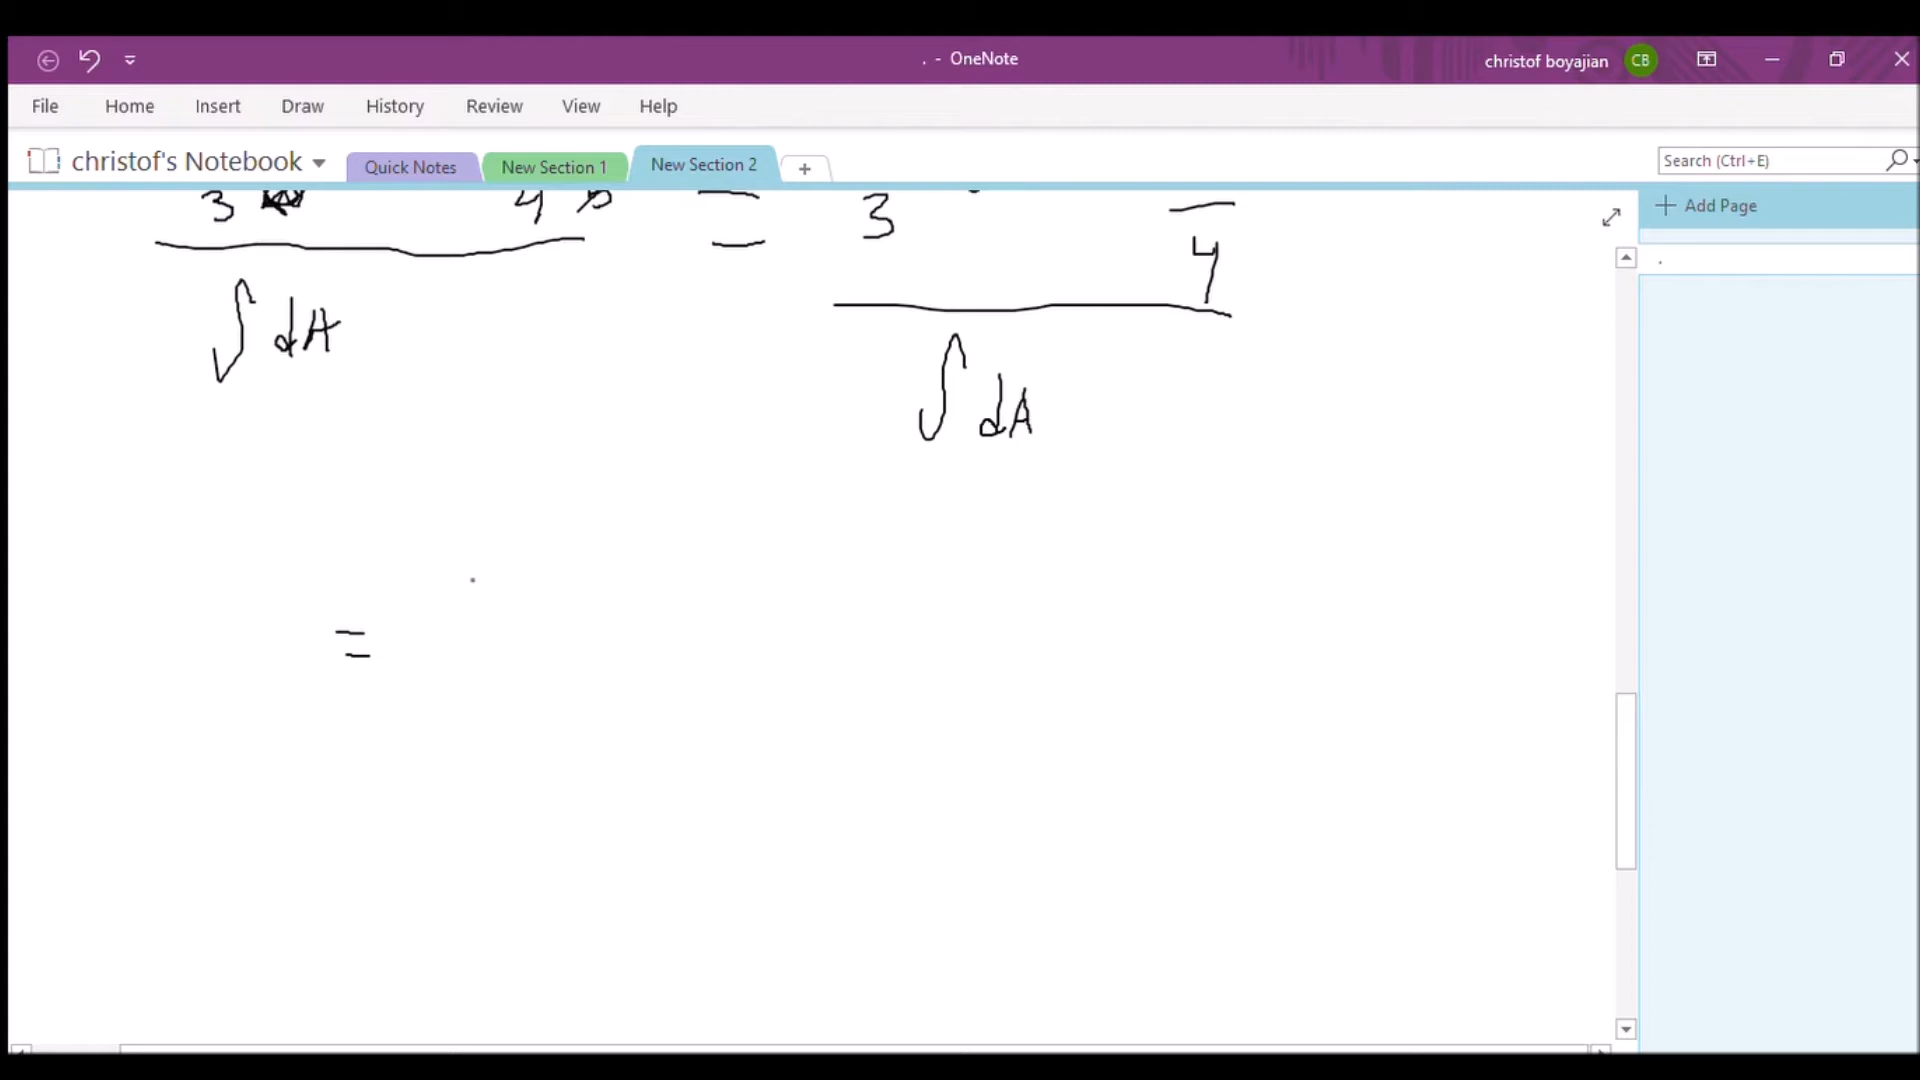 . - OneNote
christof boyajian CB
File Home Insert Draw History Review View Help
christof's Notebook Quick Notes New Section 1 New Section 2 + Search (Ctrl+E)
+ Add Page
.
3 4 = 3
4
∫ dA
∫ dA
=